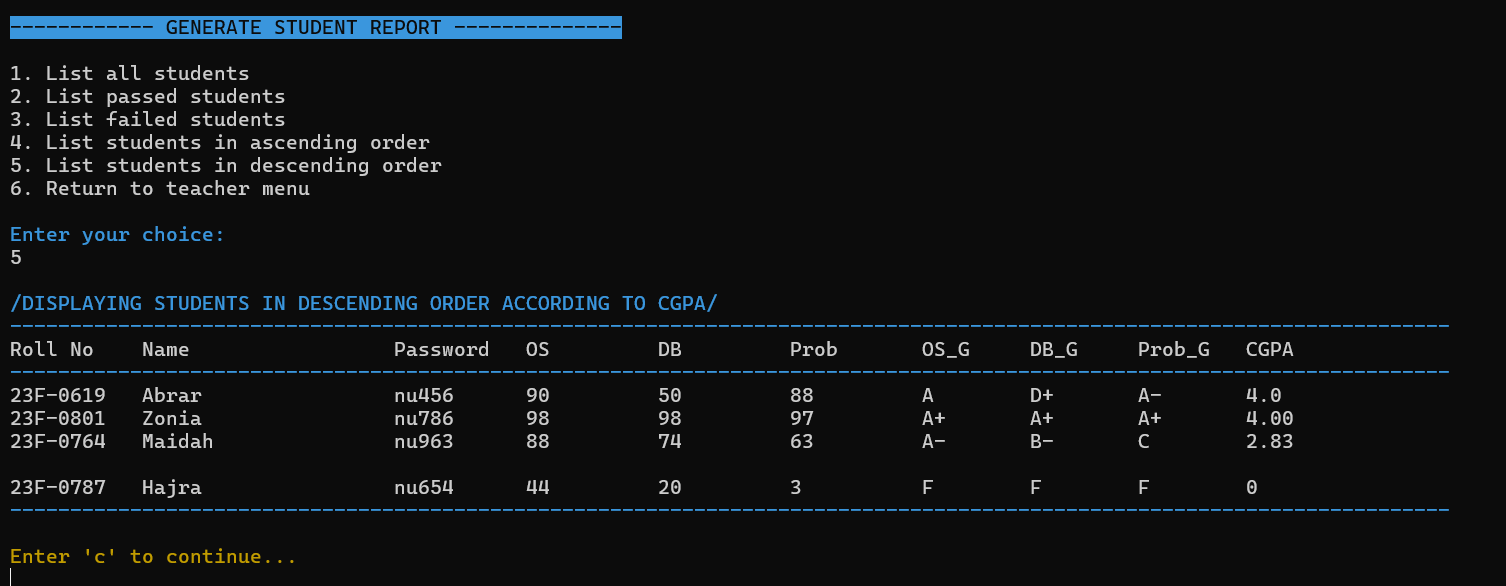 ------------ GENERATE STUDENT REPORT --------------
1. List all students
2. List passed students
3. List failed students
4. List students in ascending order
5. List students in descending order
6. Return to teacher menu
Enter your choice:
5
/DISPLAYING STUDENTS IN DESCENDING ORDER ACCORDING TO CGPA/
------------------------------------------------------------------------------------------------------------------------
Roll No Name Password OS DB Prob OS_G DB_G Prob_G CGPA
------------------------------------------------------------------------------------------------------------------------
23F-0619 Abrar nu456 90 50 88 A D+ A- 4.0
23F-0801 Zonia nu786 98 98 97 A+ A+ A+ 4.00
23F-0764 Maidah nu963 88 74 63 A- B- C 2.83
23F-0787 Hajra nu654 44 20 3 F F F 0
------------------------------------------------------------------------------------------------------------------------
Enter 'c' to continue...